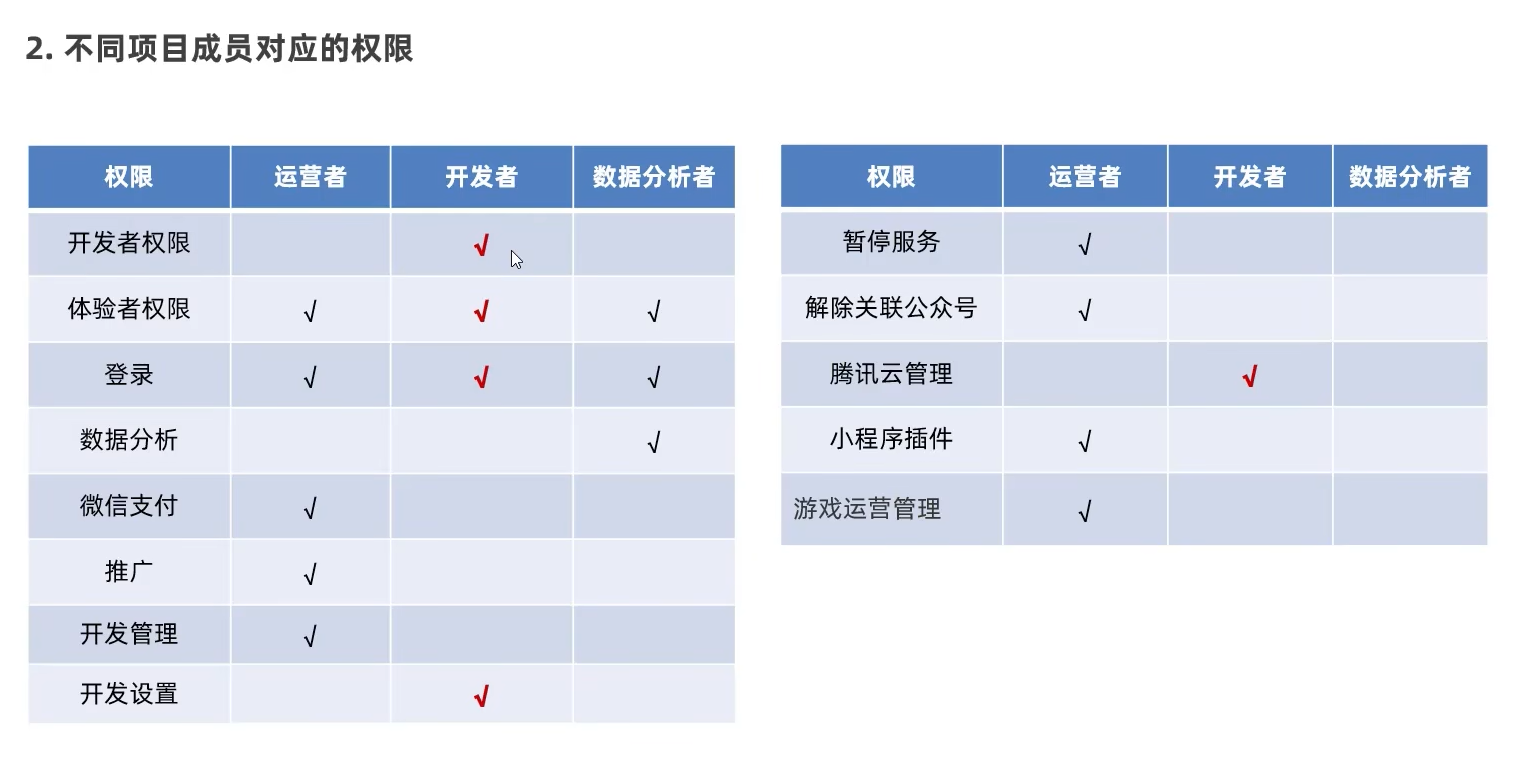 2. 不同项目成员对应的权限
权限 运营者 开发者 数据分析者
开发者权限 √
体验者权限 √ √ √
登录 √ √ √
数据分析 √
微信支付 √
推广 √
开发管理 √
开发设置 √
权限 运营者 开发者 数据分析者
暂停服务 √
解除关联公众号 √
腾讯云管理 √
小程序插件 √
游戏运营管理 √